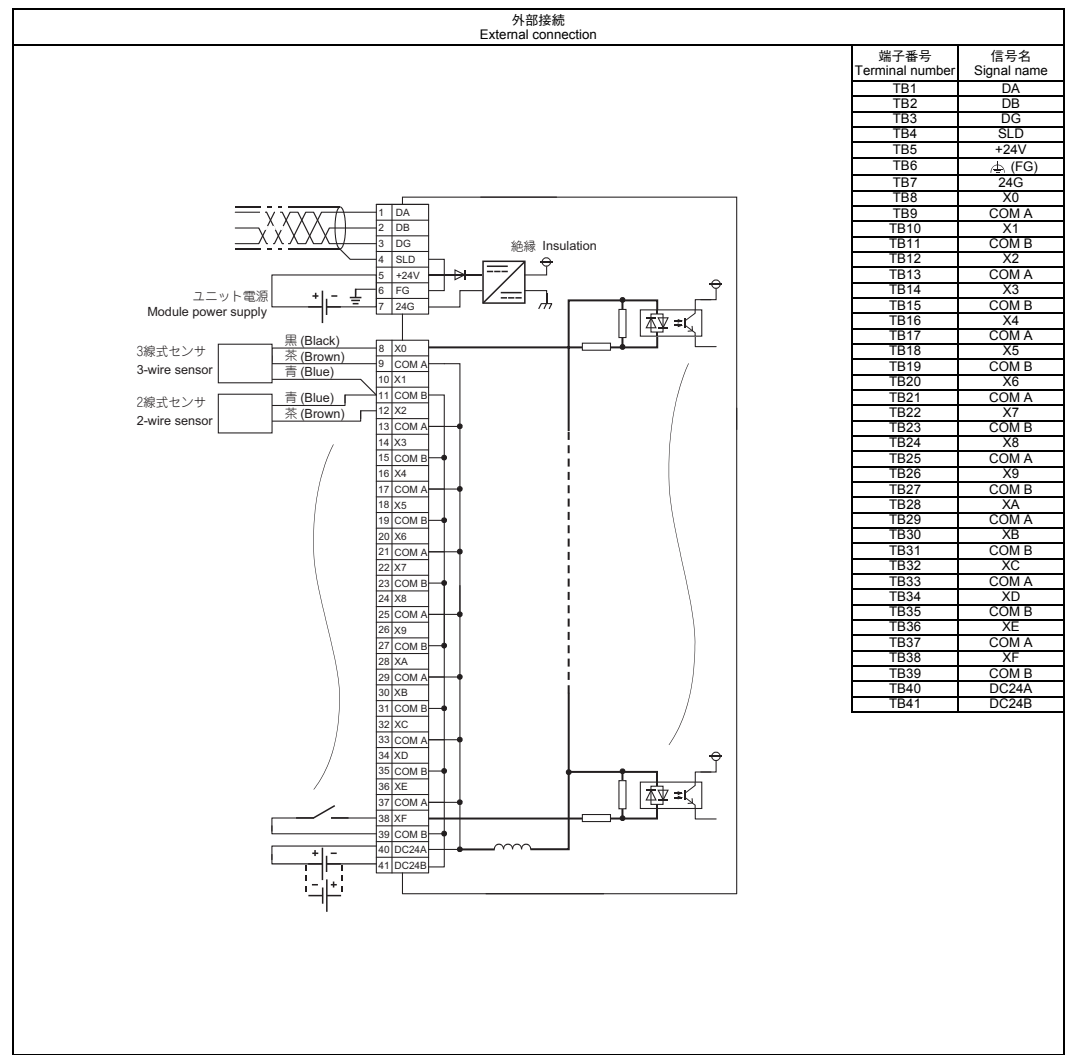 外部接続
External connection
端子番号 信号名
Terminal number Signal name
TB1 DA
TB2 DB
TB3 DG
TB4 SLD
TB5 +24V
TB6 (FG)
TB7 24G
TB8 X0
TB9 COM A
TB10 X1
TB11 COM B
TB12 X2
TB13 COM A
TB14 X3
TB15 COM B
TB16 X4
TB17 COM A
TB18 X5
TB19 COM B
TB20 X6
TB21 COM A
TB22 X7
TB23 COM B
TB24 X8
TB25 COM A
TB26 X9
TB27 COM B
TB28 XA
TB29 COM A
TB30 XB
TB31 COM B
TB32 XC
TB33 COM A
TB34 XD
TB35 COM B
TB36 XE
TB37 COM A
TB38 XF
TB39 COM B
TB40 DC24A
TB41 DC24B
1 DA
2 DB
3 DG
4 SLD
5 +24V
6 FG
7 24G
絶縁 Insulation
ユニット電源
Module power supply
+ −
3線式センサ
3-wire sensor
黒 (Black)
茶 (Brown)
青 (Blue)
2線式センサ
2-wire sensor
青 (Blue)
茶 (Brown)
8 X0
9 COM A
10 X1
11 COM B
12 X2
13 COM A
14 X3
15 COM B
16 X4
17 COM A
18 X5
19 COM B
20 X6
21 COM A
22 X7
23 COM B
24 X8
25 COM A
26 X9
27 COM B
28 XA
29 COM A
30 XB
31 COM B
32 XC
33 COM A
34 XD
35 COM B
36 XE
37 COM A
38 XF
39 COM B
40 DC24A
41 DC24B
+ −
− +